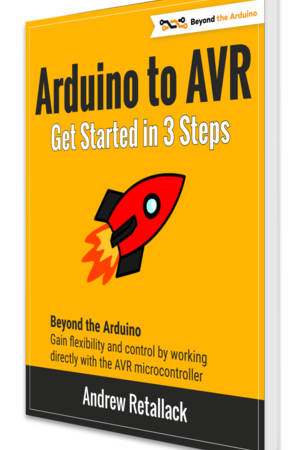 Beyond the Arduino
Arduino to AVR
Get Started in 3 Steps
Beyond the Arduino
Gain flexibility and control by working
directly with the AVR microcontroller
Andrew Retallack